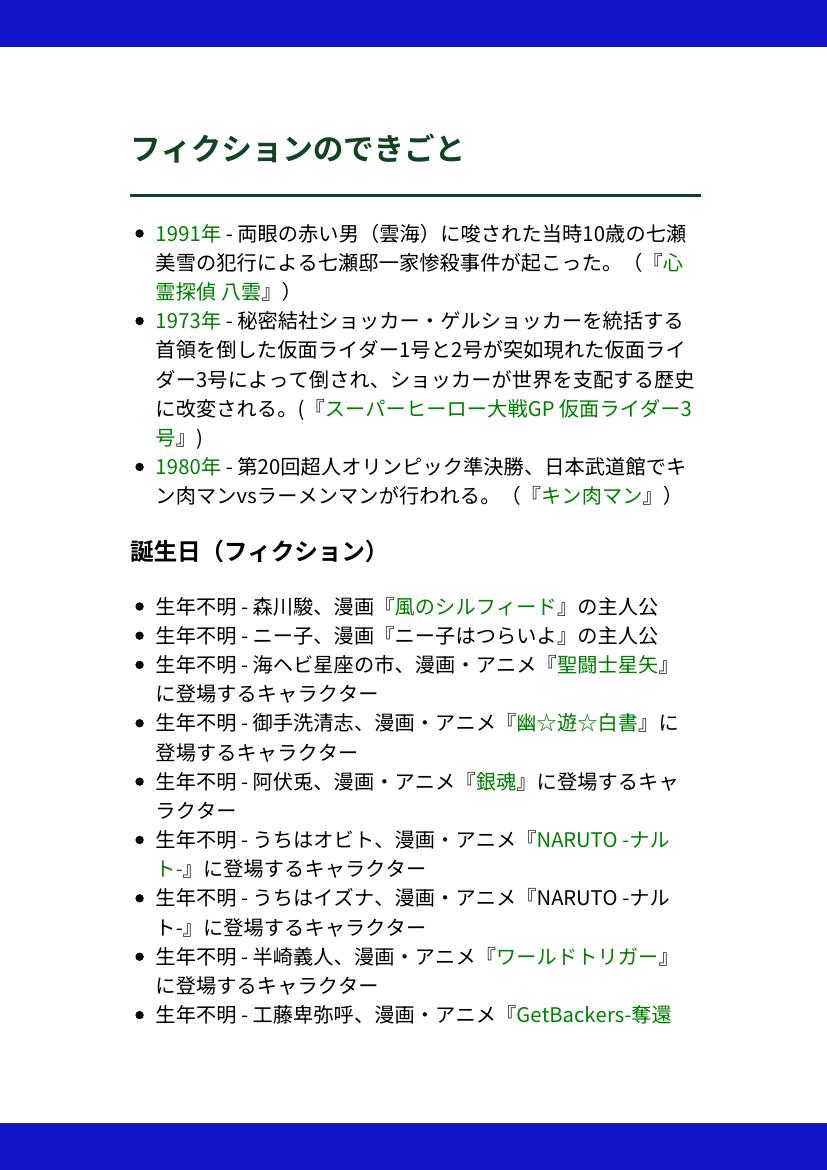 フィクションのできごと
• 1991年 - 両眼の赤い男（雲海）に唆された当時10歳の七瀬
美雪の犯行による七瀬邸一家惨殺事件が起こった。（『心
霊探偵 八雲』）
• 1973年 - 秘密結社ショッカー・ゲルショッカーを統括する
首領を倒した仮面ライダー1号と2号が突如現れた仮面ライ
ダー3号によって倒され、ショッカーが世界を支配する歴史
に改変される。(『スーパーヒーロー大戦GP 仮面ライダー3
号』)
• 1980年 - 第20回超人オリンピック準決勝、日本武道館でキ
ン肉マンvsラーメンマンが行われる。（『キン肉マン』）
誕生日（フィクション）
• 生年不明 - 森川駿、漫画『風のシルフィード』の主人公
• 生年不明 - ニー子、漫画『ニー子はつらいよ』の主人公
• 生年不明 - 海ヘビ星座の市、漫画・アニメ『聖闘士星矢』
に登場するキャラクター
• 生年不明 - 御手洗清志、漫画・アニメ『幽☆遊☆白書』に
登場するキャラクター
• 生年不明 - 阿伏兎、漫画・アニメ『銀魂』に登場するキャ
ラクター
• 生年不明 - うちはオビト、漫画・アニメ『NARUTO -ナル
ト-』に登場するキャラクター
• 生年不明 - うちはイズナ、漫画・アニメ『NARUTO -ナル
ト-』に登場するキャラクター
• 生年不明 - 半崎義人、漫画・アニメ『ワールドトリガー』
に登場するキャラクター
• 生年不明 - 工藤卑弥呼、漫画・アニメ『GetBackers-奪還